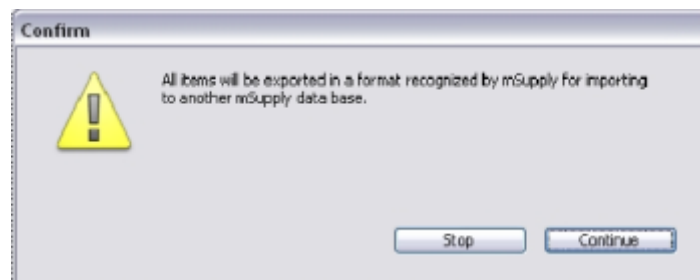 Confirm
All items will be exported in a format recognized by mSupply for importing
to another mSupply data base.
Stop
Continue